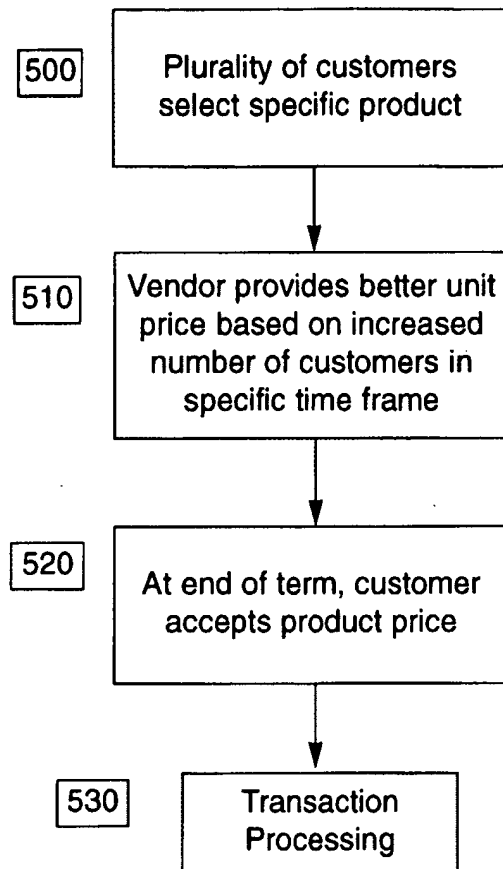 500
Plurality of customers
select specific product
510
Vendor provides better unit
price based on increased
number of customers in
specific time frame
520
At end of term, customer
accepts product price
530
Transaction
Processing